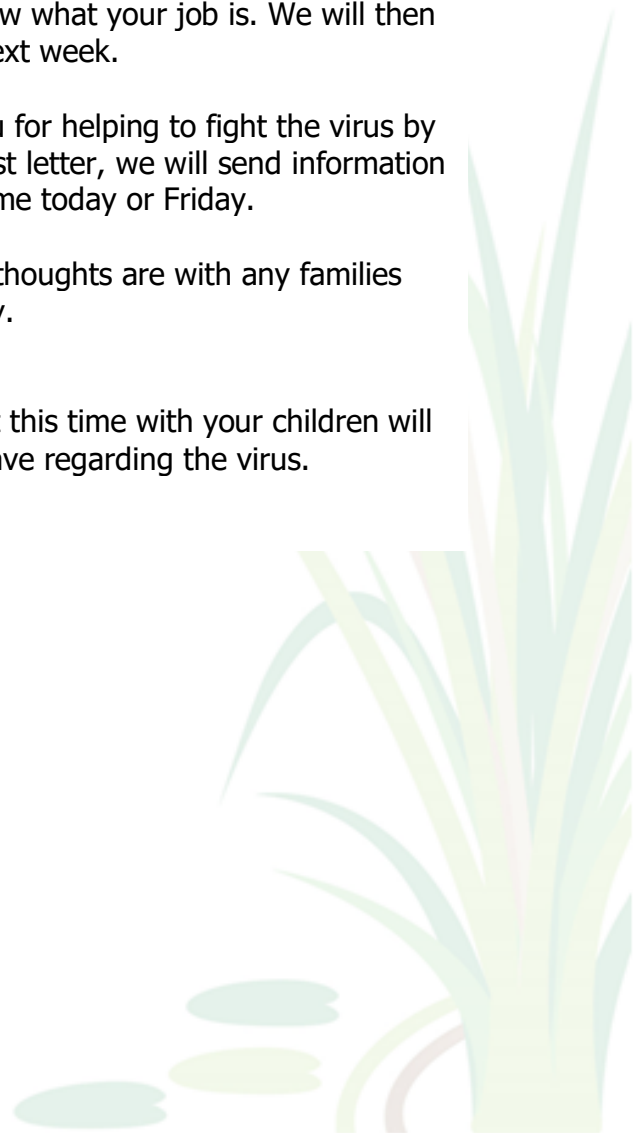 w what your job is. We will then
ext week.
u for helping to fight the virus by
st letter, we will send information
me today or Friday.
thoughts are with any families
y.
t this time with your children will
ave regarding the virus.